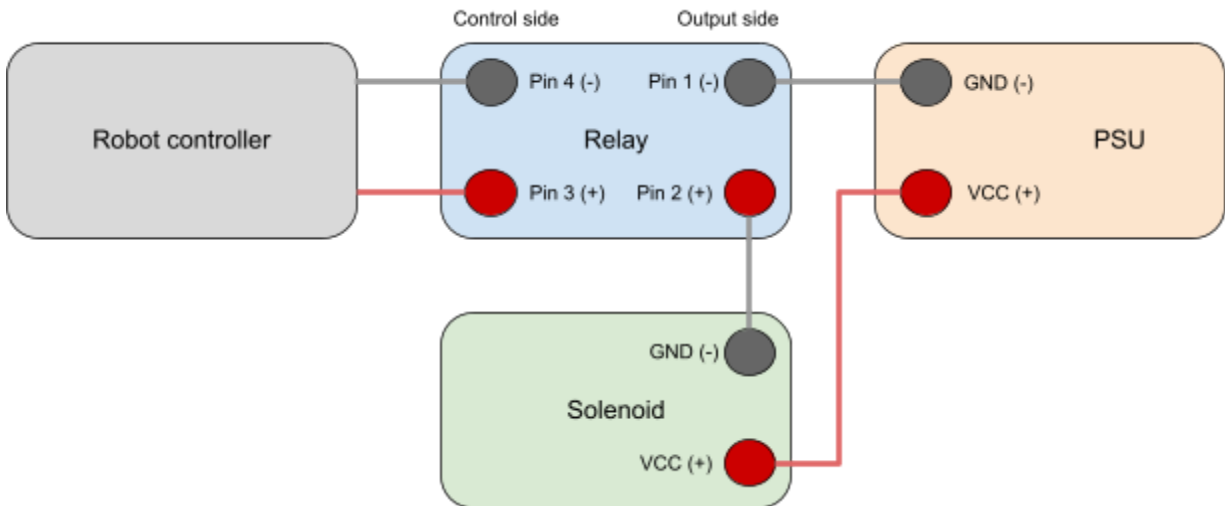 Control side
Output side
Robot controller
Pin 4 (-)
Pin 1 (-)
Relay
Pin 3 (+)
Pin 2 (+)
GND (-)
PSU
VCC (+)
GND (-)
Solenoid
VCC (+)